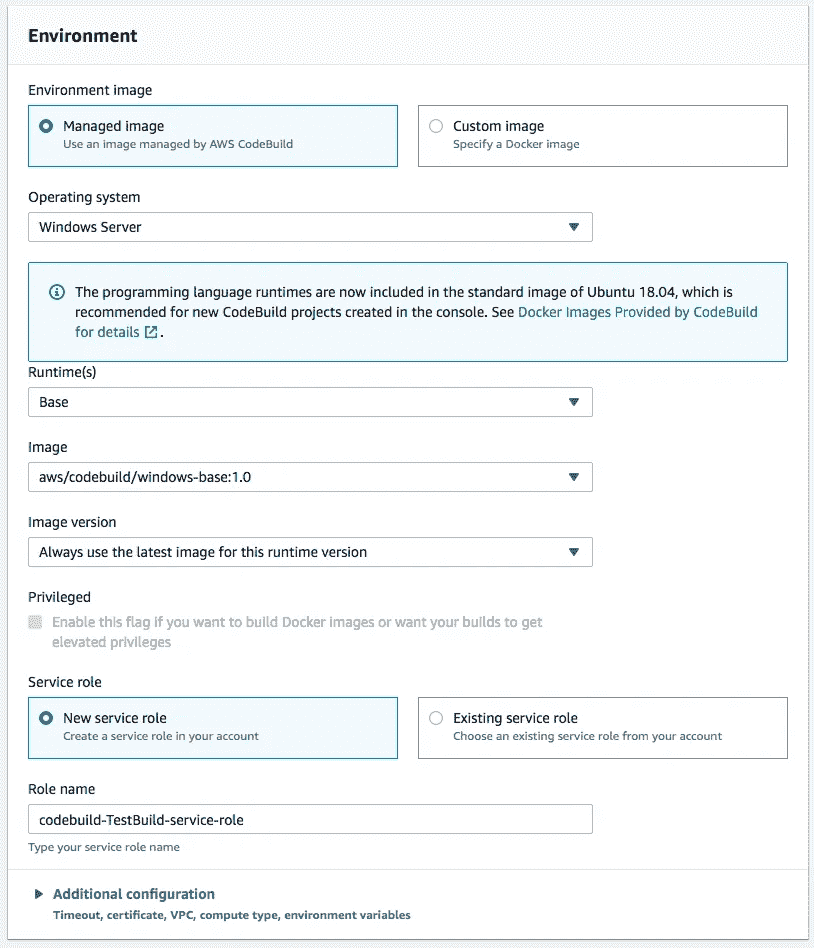 Environment
Environment image
Managed image
Use an image managed by AWS CodeBuild
Custom image
Specify a Docker image
Operating system
Windows Server
The programming language runtimes are now included in the standard image of Ubuntu 18.04, which is
recommended for new CodeBuild projects created in the console. See Docker Images Provided by CodeBuild
for details .
Runtime(s)
Base
Image
aws/codebuild/windows-base:1.0
Image version
Always use the latest image for this runtime version
Privileged
Enable this flag if you want to build Docker images or want your builds to get
elevated privileges
Service role
New service role
Create a service role in your account
Existing service role
Choose an existing service role from your account
Role name
codebuild-TestBuild-service-role
Type your service role name
Additional configuration
Timeout, certificate, VPC, compute type, environment variables